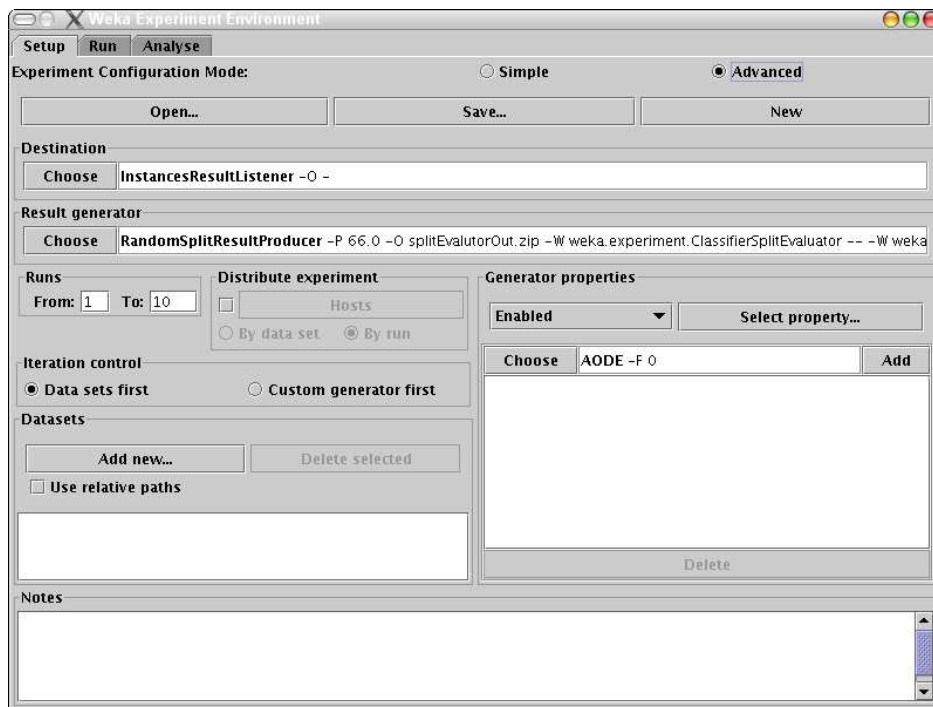 Weka Experiment Environment
Setup Run Analyse
Experiment Configuration Mode: Simple Advanced
Open... Save... New
Destination
Choose InstancesResultListener -O -
Result generator
Choose RandomSplitResultProducer -P 66.0 -O splitEvalutorOut.zip -W weka.experiment.ClassifierSplitEvaluator -- -W weka
Runs
From: 1 To: 10
Distribute experiment
Hosts
By data set By run
Generator properties
Enabled Select property...
Choose AODE -F 0 Add
Iteration control
Data sets first Custom generator first
Datasets
Add new... Delete selected
Use relative paths
Delete
Notes